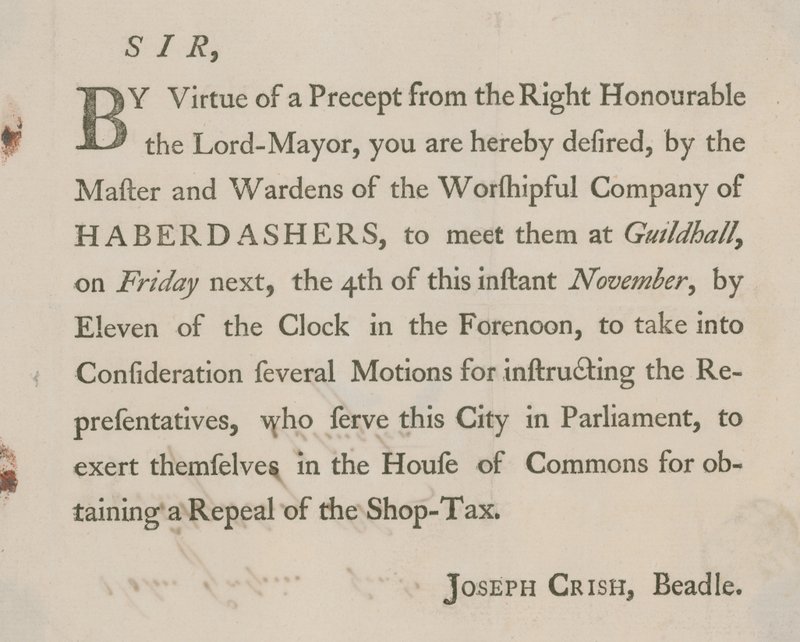 SIR,
BY Virtue of a Precept from the Right Honourable
the Lord-Mayor, you are hereby deſired, by the
Maſter and Wardens of the Worſhipful Company of
HABERDASHERS, to meet them at Guildhall,
on Friday next, the 4th of this inſtant November, by
Eleven of the Clock in the Forenoon, to take into
Conſideration ſeveral Motions for inſtructing the Re-
preſentatives, who ſerve this City in Parliament, to
exert themſelves in the Houſe of Commons for ob-
taining a Repeal of the Shop-Tax.
JOSEPH CRISH, Beadle.